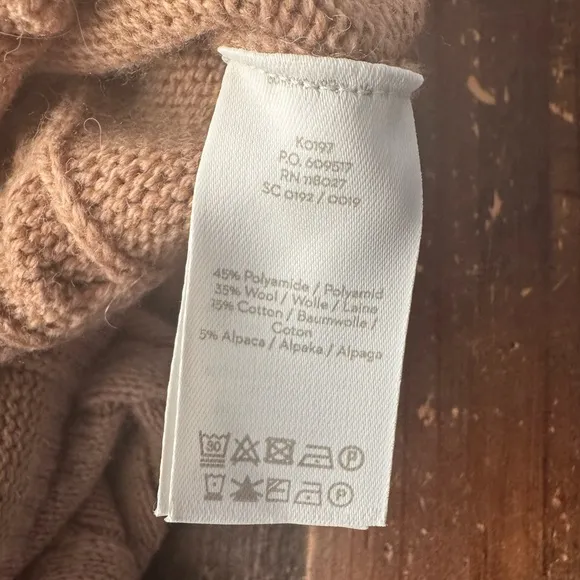 K0197
P.O. 609517
RN 118027
SC 0192 / 0019
45% Polyamide / Polyamid
35% Wool / Wolle / Laine
15% Cotton / Baumwolle /
Coton
5% Alpaca / Alpaka / Alpaga
30
P
P